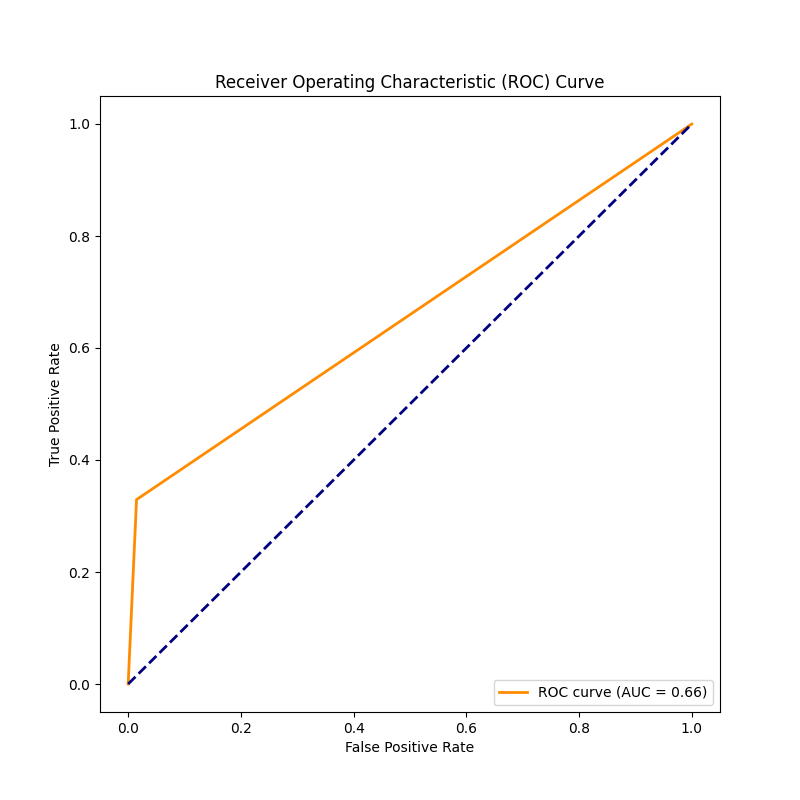 Receiver Operating Characteristic (ROC) Curve
True Positive Rate
1.0
0.8
0.6
0.4
0.2
0.0
ROC curve (AUC = 0.66)
0.0 0.2 0.4 0.6 0.8 1.0
False Positive Rate